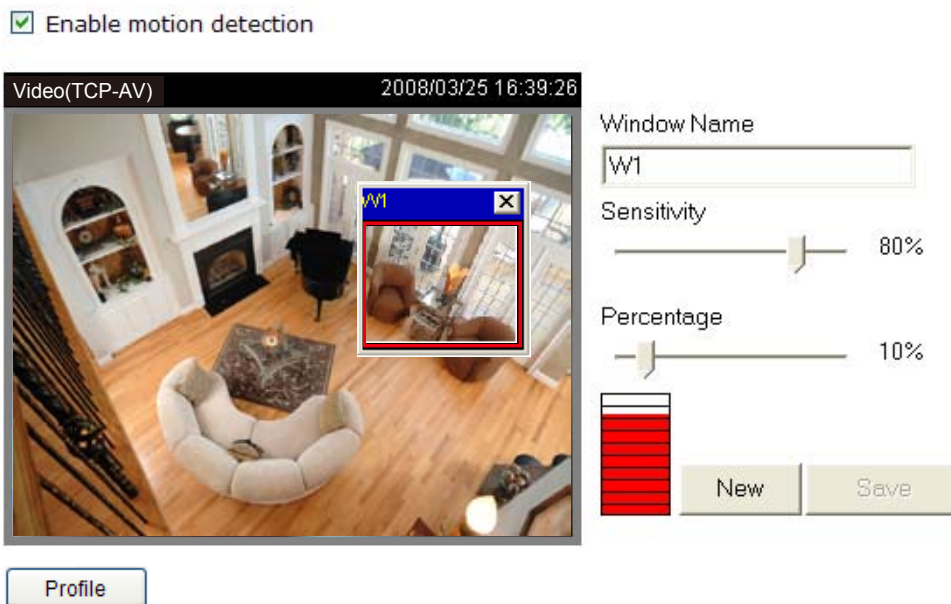 Enable motion detection
Video(TCP-AV) 2008/03/25 16:39:26
Window Name
W1
W1
Sensitivity
80%
Percentage
10%
New
Save
Profile